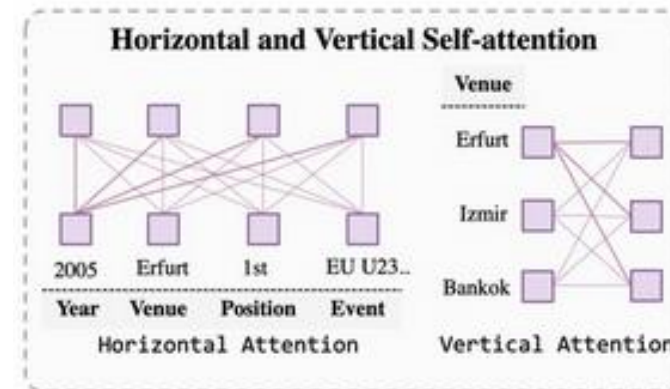 Horizontal and Vertical Self-attention
2005 Erfurt 1st EU U23..
Year Venue Position Event
Horizontal Attention
Venue
Erfurt
Izmir
Bankok
Vertical Attention